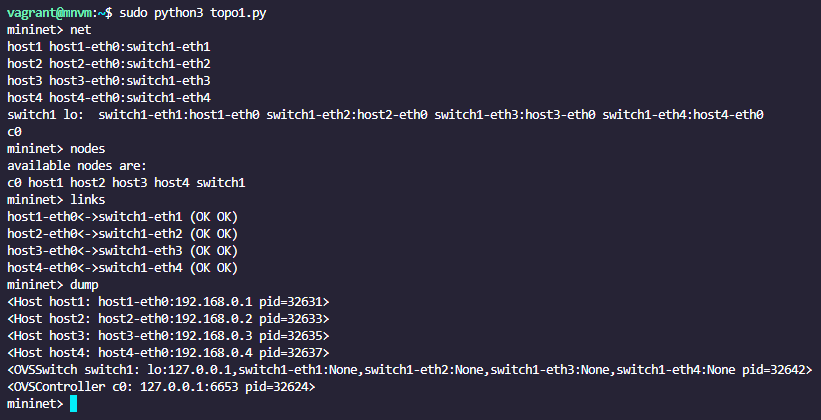 vagrant@mnvm:~$ sudo python3 topo1.py
mininet> net
host1 host1-eth0:switch1-eth1
host2 host2-eth0:switch1-eth2
host3 host3-eth0:switch1-eth3
host4 host4-eth0:switch1-eth4
switch1 lo:  switch1-eth1:host1-eth0 switch1-eth2:host2-eth0 switch1-eth3:host3-eth0 switch1-eth4:host4-eth0
c0
mininet> nodes
available nodes are:
c0 host1 host2 host3 host4 switch1
mininet> links
host1-eth0<->switch1-eth1 (OK OK)
host2-eth0<->switch1-eth2 (OK OK)
host3-eth0<->switch1-eth3 (OK OK)
host4-eth0<->switch1-eth4 (OK OK)
mininet> dump
<Host host1: host1-eth0:192.168.0.1 pid=32631>
<Host host2: host2-eth0:192.168.0.2 pid=32633>
<Host host3: host3-eth0:192.168.0.3 pid=32635>
<Host host4: host4-eth0:192.168.0.4 pid=32637>
<OVSSwitch switch1: lo:127.0.0.1,switch1-eth1:None,switch1-eth2:None,switch1-eth3:None,switch1-eth4:None pid=32642>
<OVSController c0: 127.0.0.1:6653 pid=32624>
mininet>